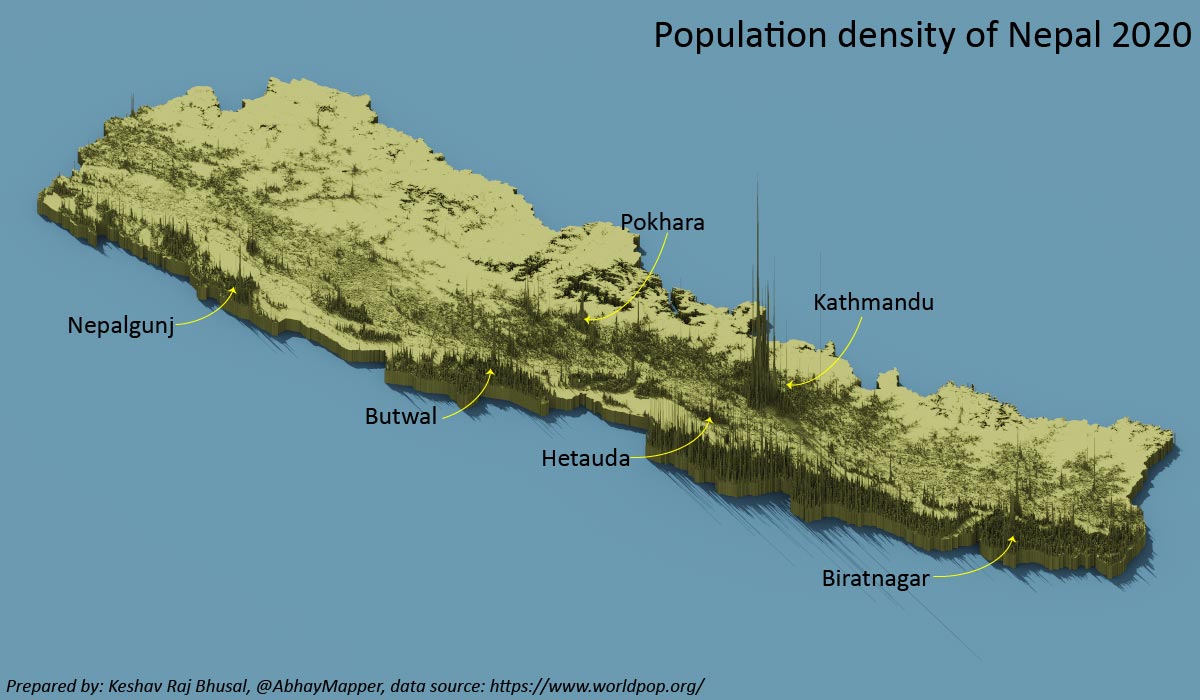 Population density of Nepal 2020
Pokhara
Kathmandu
Nepalgunj
Butwal
Hetauda
Biratnagar
Prepared by: Keshav Raj Bhusal, @AbhayMapper, data source: https://www.worldpop.org/